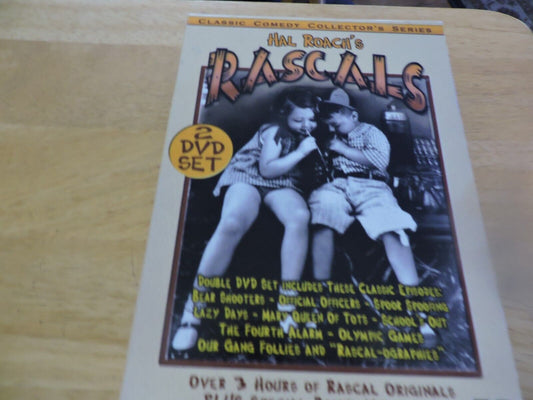 Classic Comedy Collector's Series
Hal Roach's
RASCALS
2
DVD
SET
Double DVD Set includes These Classic Episodes:
Bear Shooters - Official Officers - Spook Spoofing
Lazy Days - Mary Queen Of Tots - School's Out
The Fourth Alarm - Olympic Games
Our Gang Follies and "Rascal-ographies"
Over 3 Hours of Rascal Originals
PLUS Special